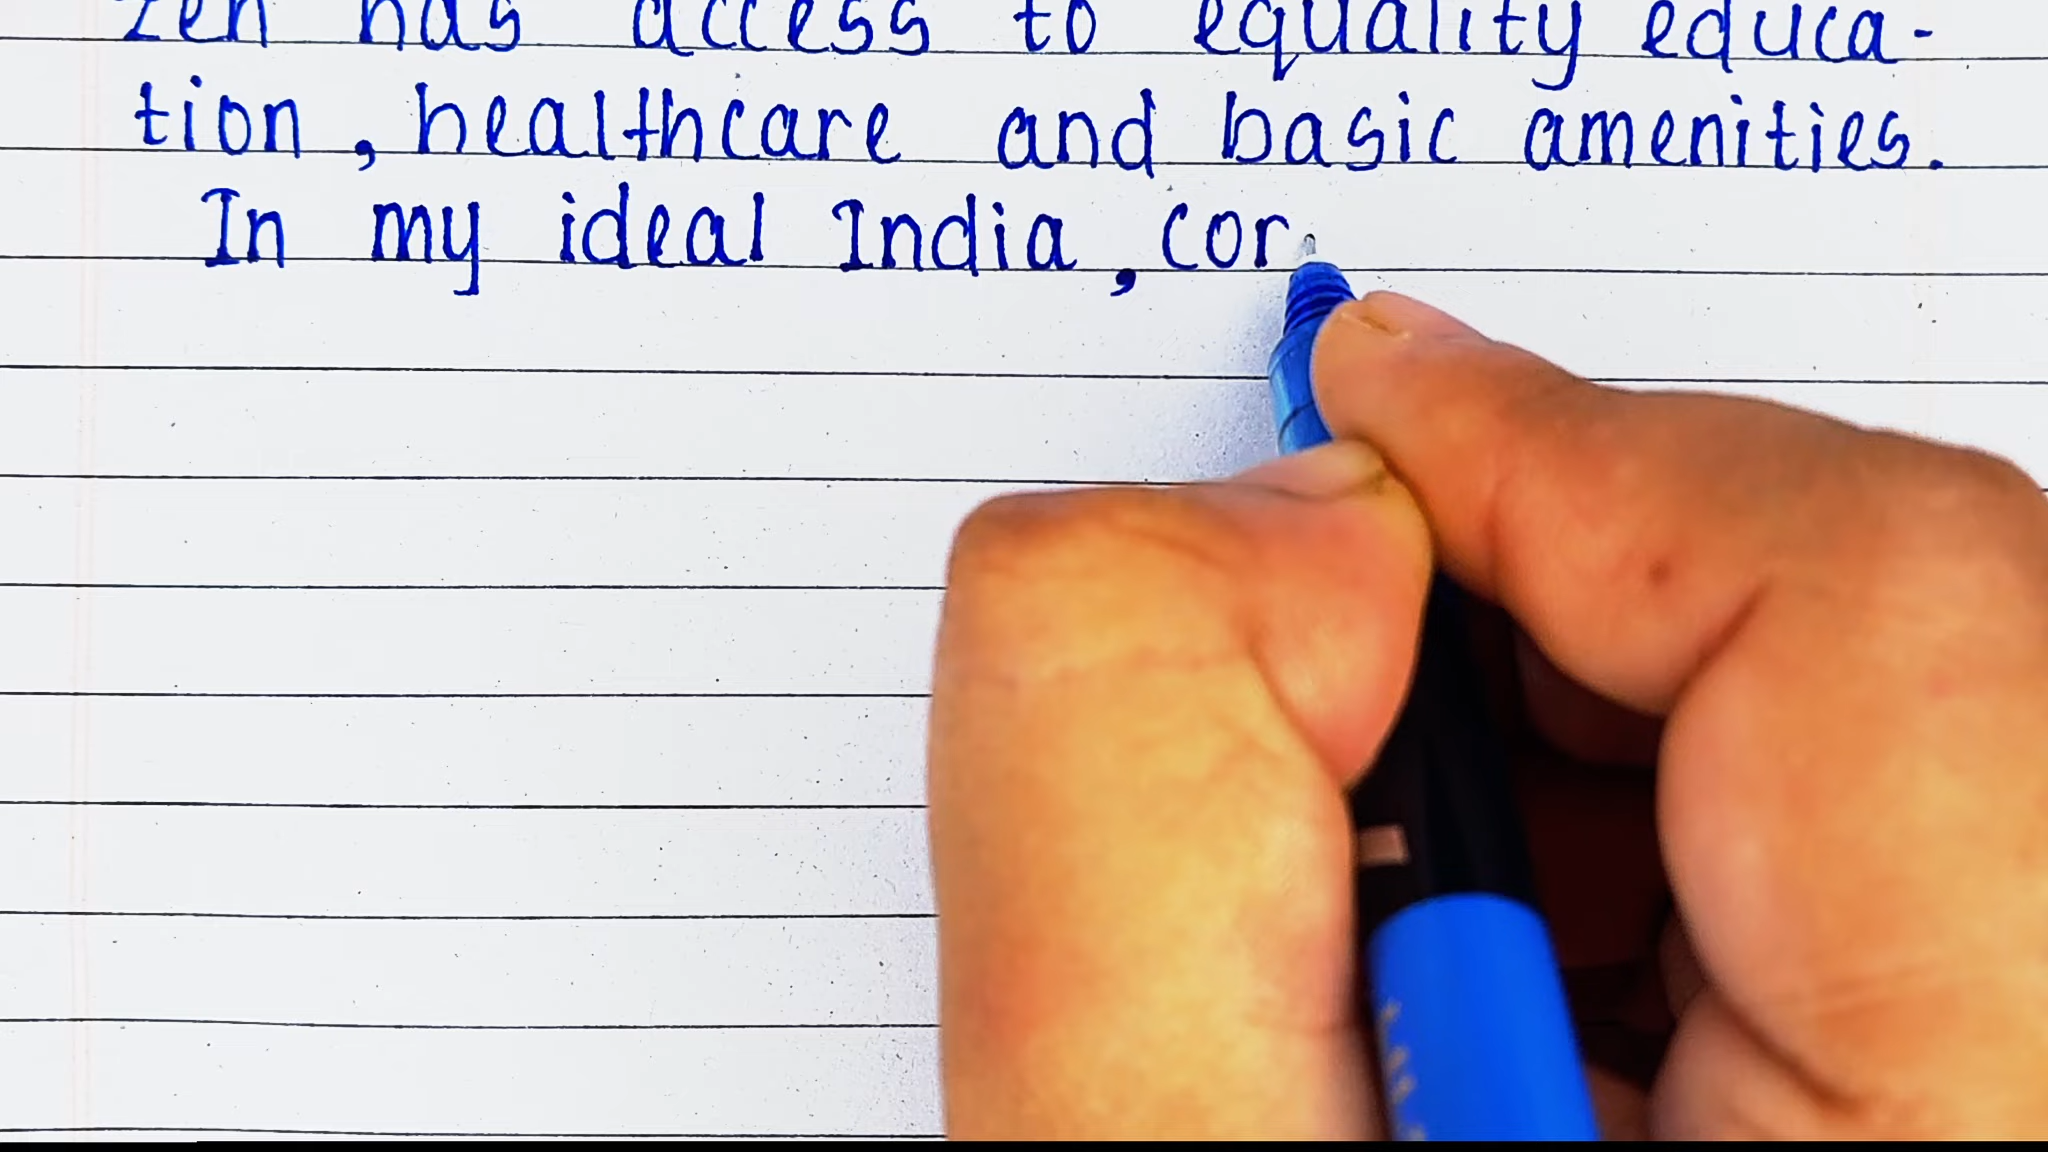 zen has access to equality educa-
tion, healthcare and basic amenities.
In my ideal India, cor